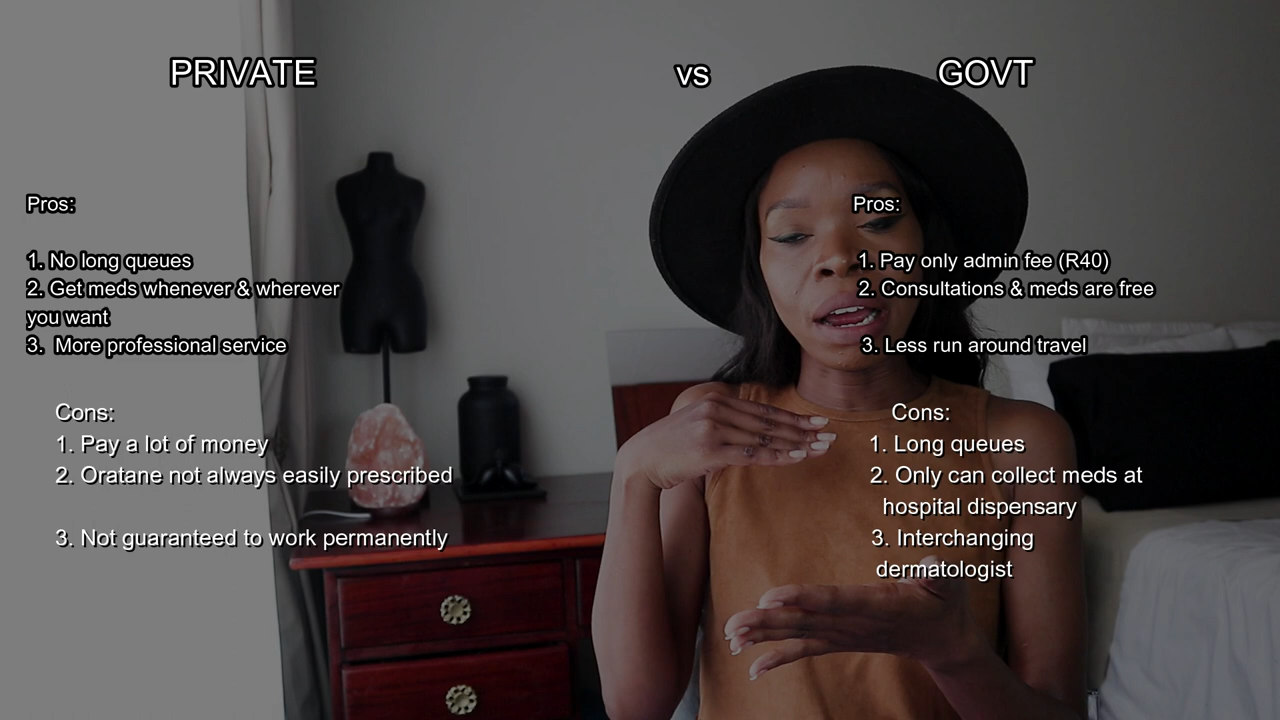 PRIVATE vs GOVT
Pros:
1. No long queues
2. Get meds whenever & wherever
you want
3. More professional service
Cons:
1. Pay a lot of money
2. Oratane not always easily prescribed
3. Not guaranteed to work permanently
Pros:
1. Pay only admin fee (R40)
2. Consultations & meds are free
3. Less run around travel
Cons:
1. Long queues
2. Only can collect meds at
hospital dispensary
3. Interchanging
dermatologist